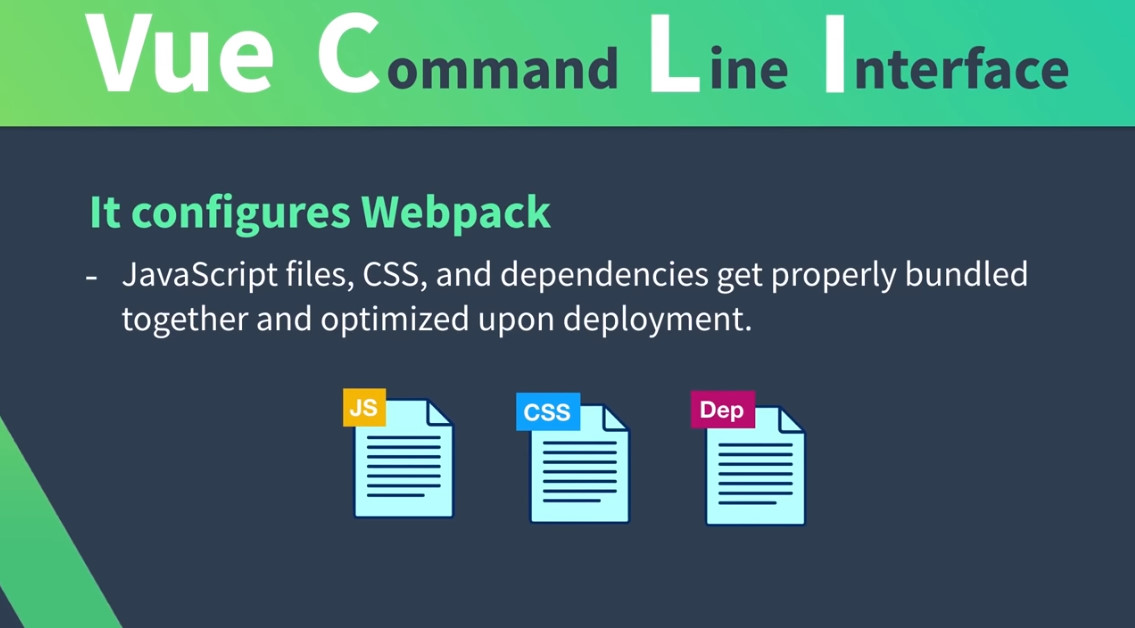 Vue Command Line Interface
It configures Webpack
- JavaScript files, CSS, and dependencies get properly bundled
together and optimized upon deployment.
JS CSS Dep